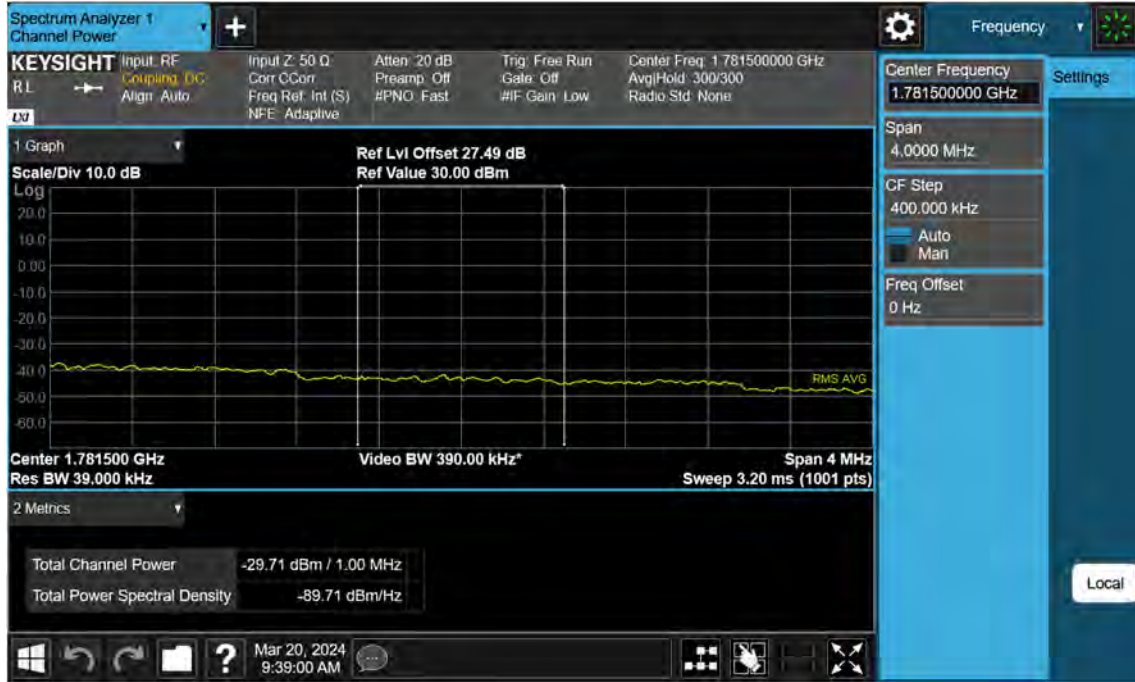 Spectrum Analyzer 1
Channel Power
+
Frequency
KEYSIGHT
RL
LXI
Input: RF
Coupling: DC
Align: Auto
Input Z: 50 Ω
Corr CCorr
Freq Ref: Int (S)
NFE: Adaptive
Atten: 20 dB
Preamp: Off
#PNO: Fast
Trig: Free Run
Gate: Off
#IF Gain: Low
Center Freq: 1.781500000 GHz
Avg|Hold: 300/300
Radio Std: None
Center Frequency
1.781500000 GHz
Settings
Span
4.0000 MHz
CF Step
400.000 kHz
Auto
Man
Freq Offset
0 Hz
1 Graph
Scale/Div 10.0 dB
Ref Lvl Offset 27.49 dB
Ref Value 30.00 dBm
Log
20.0
10.0
0.00
-10.0
-20.0
-30.0
-40.0
-50.0
-60.0
RMS AVG
Center 1.781500 GHz
Video BW 390.00 kHz*
Span 4 MHz
Res BW 39.000 kHz
Sweep 3.20 ms (1001 pts)
2 Metrics
Total Channel Power -29.71 dBm / 1.00 MHz
Total Power Spectral Density -89.71 dBm/Hz
Local
?
Mar 20, 2024
9:39:00 AM